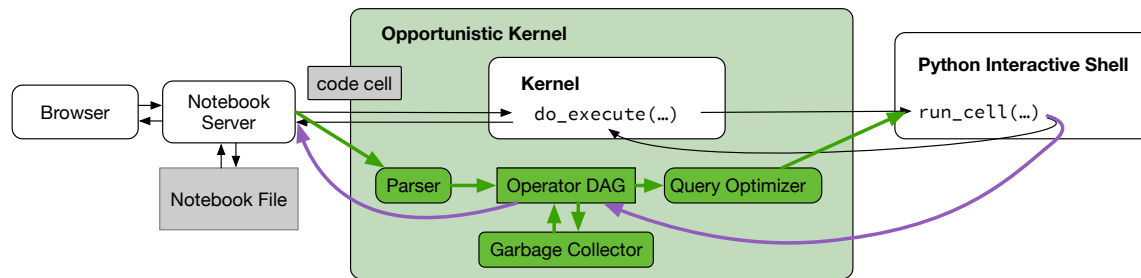 Opportunistic Kernel
Python Interactive Shell
code cell
Kernel
Browser
Notebook
Server
do_execute(…)
run_cell(…)
Notebook File
Parser
Operator DAG
Query Optimizer
Garbage Collector